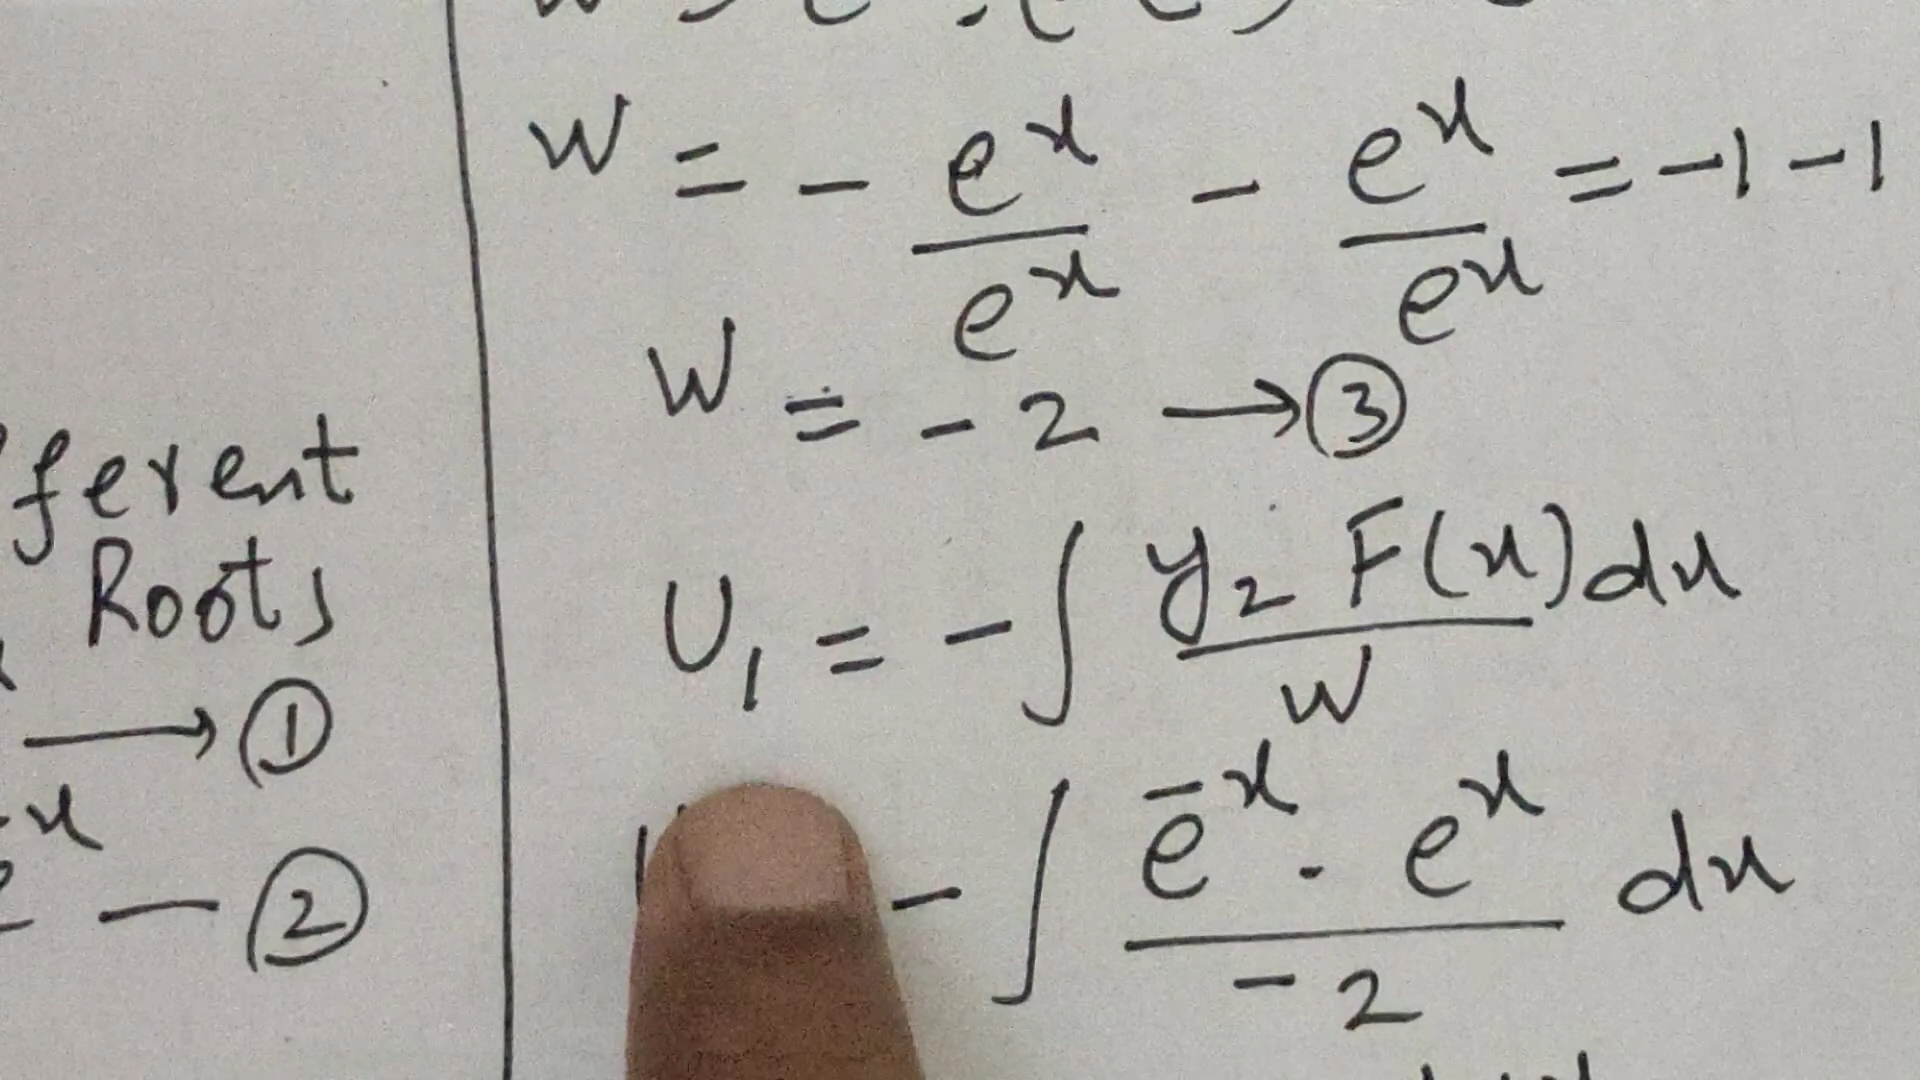 fferent
Roots
→ ①
x
— ②
W = - e^x/e^x - e^x/e^x = -1 -1
W = -2 → ③
U₁ = - ∫ y₂ F(x)/W dx
- ∫ e^-x . e^x/-2 dx